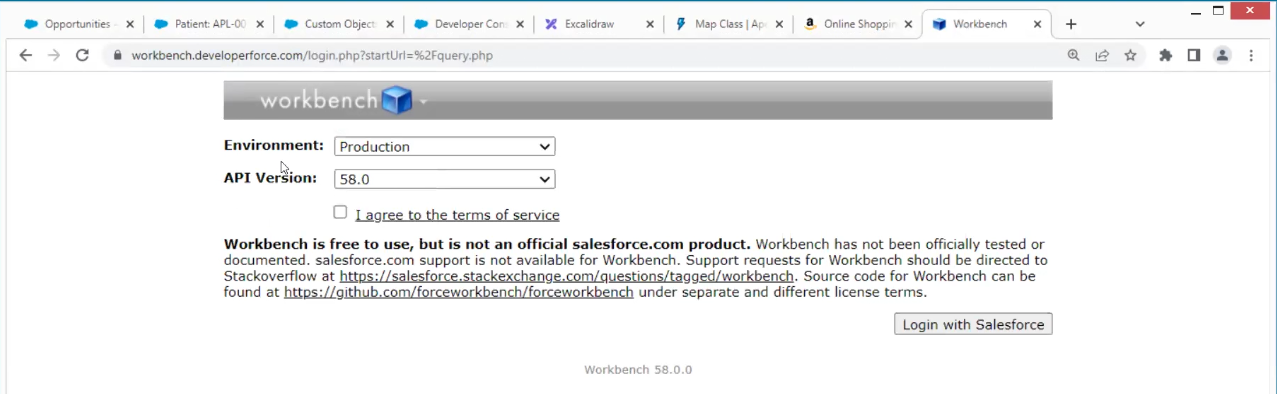 Opportunities -
Patient: APL-00
Custom Object
Developer Con
Excalidraw
Map Class | Ap
Online Shoppin
Workbench
workbench.developerforce.com/login.php?startUrl=%2Fquery.php
workbench
Environment: Production
API Version: 58.0
I agree to the terms of service
Workbench is free to use, but is not an official salesforce.com product. Workbench has not been officially tested or
documented. salesforce.com support is not available for Workbench. Support requests for Workbench should be directed to
Stackoverflow at https://salesforce.stackexchange.com/questions/tagged/workbench. Source code for Workbench can be
found at https://github.com/forceworkbench/forceworkbench under separate and different license terms.
Login with Salesforce
Workbench 58.0.0